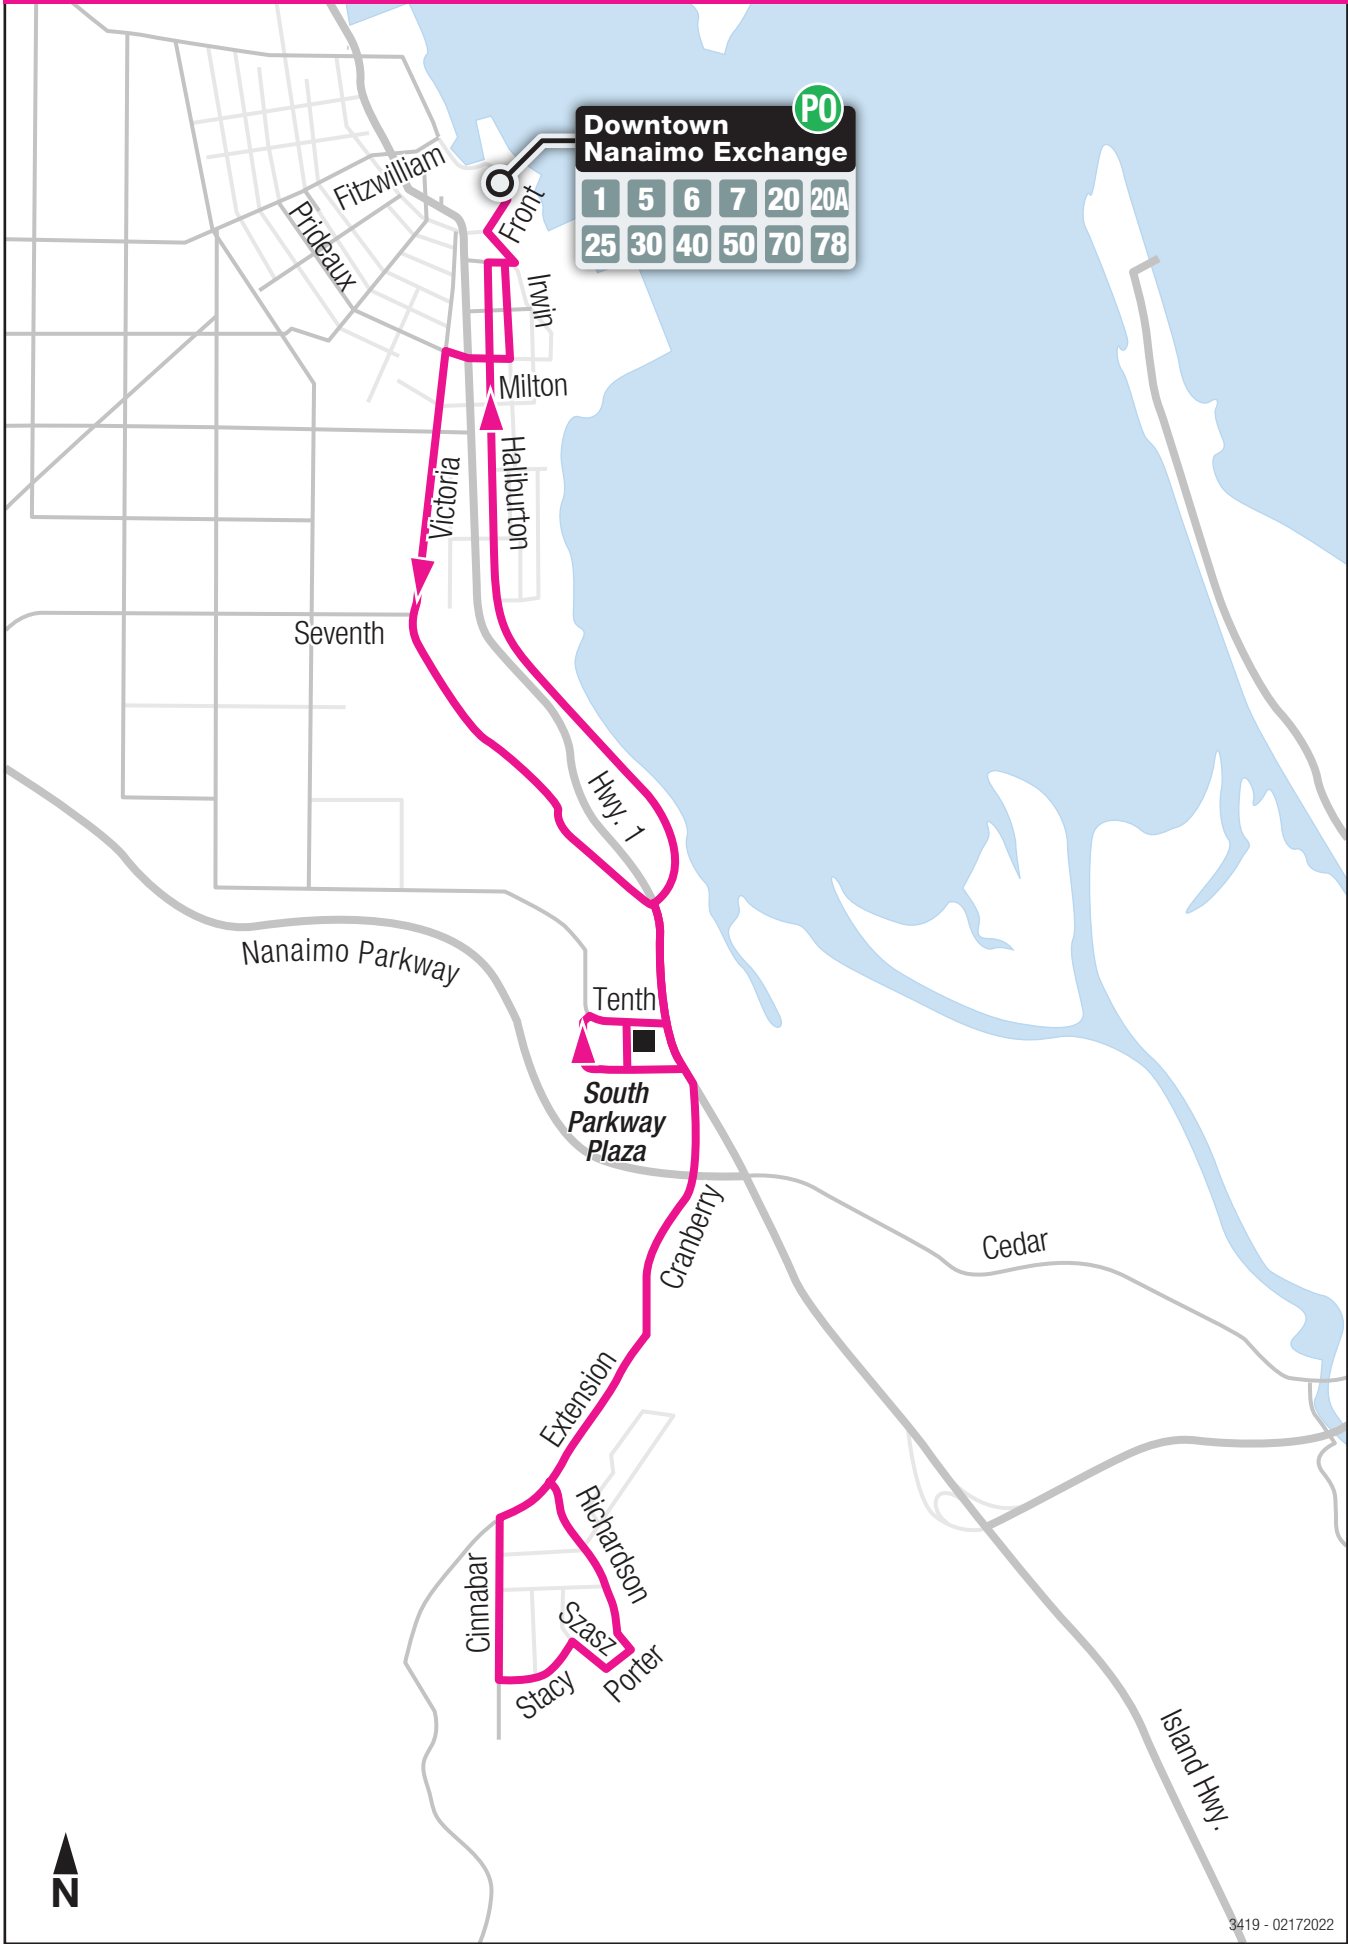 PO
Downtown
Nanaimo Exchange
1 5 6 7 20 20A
25 30 40 50 70 78
Fitzwilliam
Prideaux
Front
Irwin
Milton
Haliburton
Victoria
Seventh
Hwy. 1
Nanaimo Parkway
Tenth
South
Parkway
Plaza
Cranberry
Cedar
Extension
Richardson
Cinnabar
Szasz
Porter
Stacy
Island Hwy.
N
3419 - 02172022